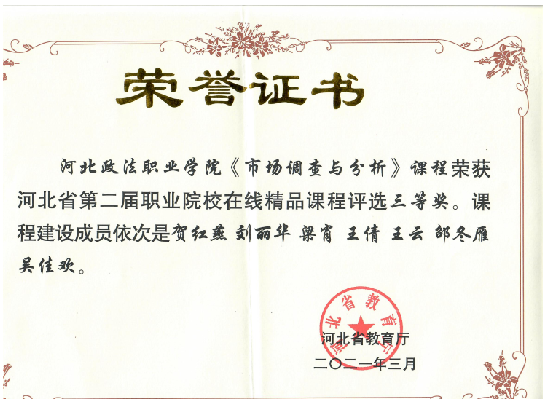 荣誉证书
河北政法职业学院《市场调查与分析》课程荣获
河北省第二届职业院校在线精品课程评选三等奖。课
程建设成员依次是贺红燕 刘丽华 梁宵 王倩 王云 邰冬雁
吴佳欢。
河北省教育厅
河北省教育厅
二〇二一年三月